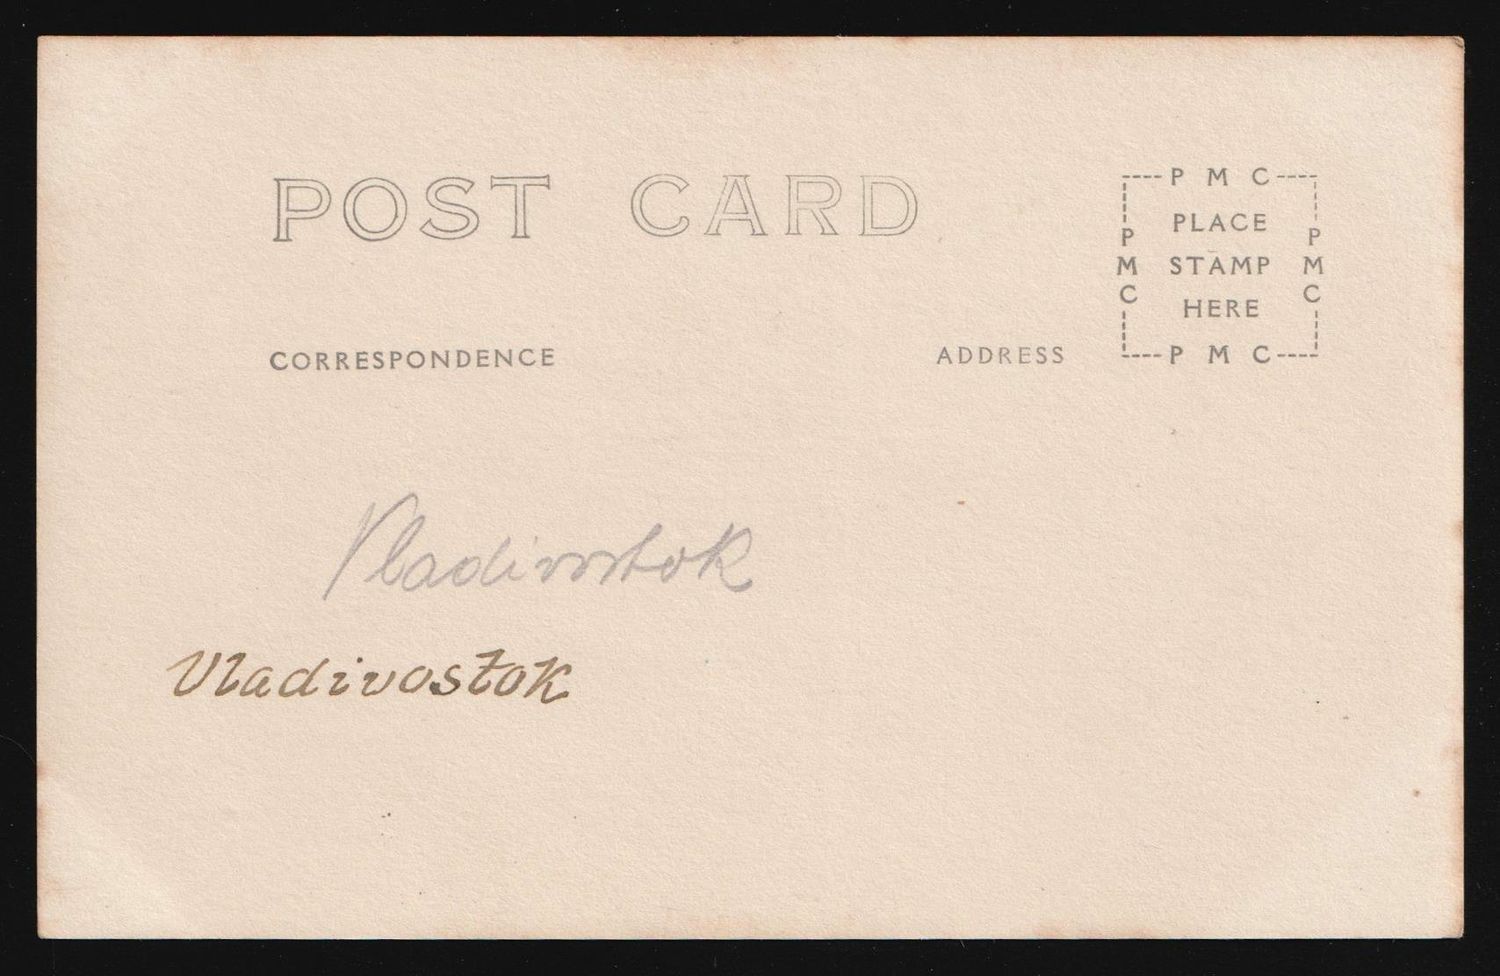 POST CARD
P M C
P M C
PLACE
STAMP
HERE
P M C
P M C
CORRESPONDENCE
ADDRESS
Vladivostok
Vladivostok